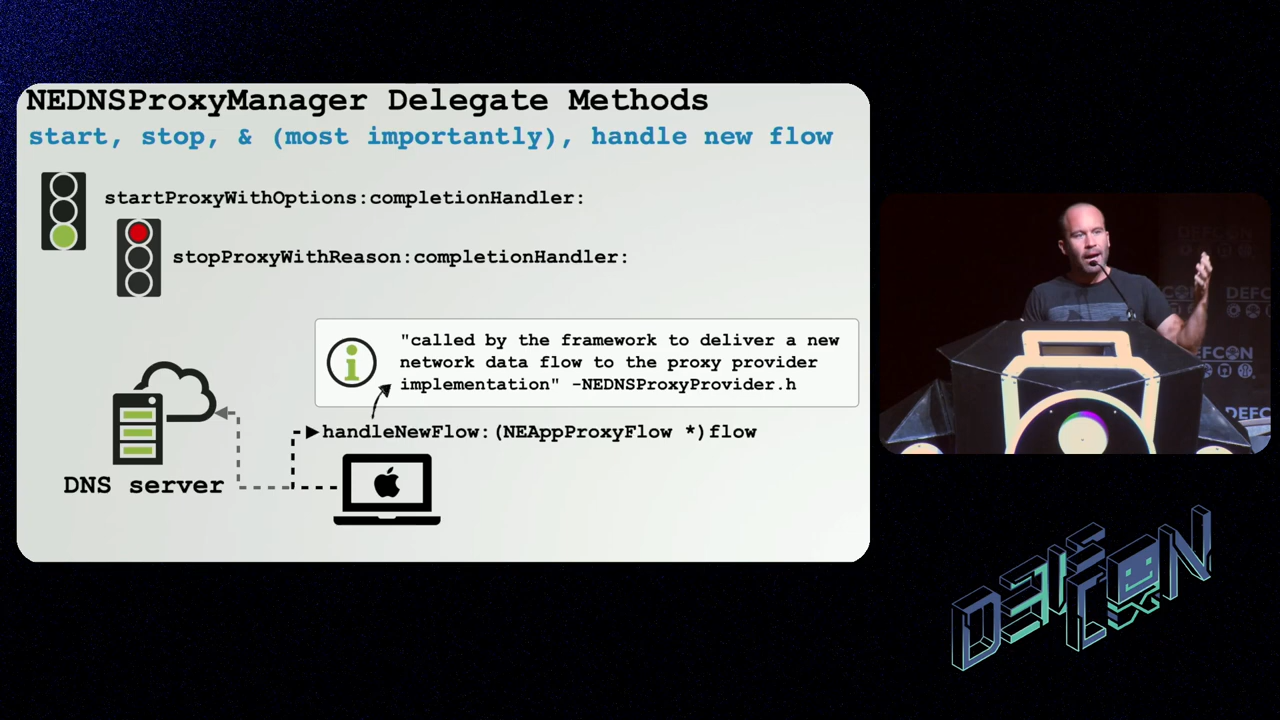 NEDNSProxyManager Delegate Methods
start, stop, & (most importantly), handle new flow
startProxyWithOptions:completionHandler:
stopProxyWithReason:completionHandler:
"called by the framework to deliver a new
network data flow to the proxy provider
implementation" -NEDNSProxyProvider.h
handleNewFlow:(NEAppProxyFlow *)flow
DNS server
DEFCON
DEFCON